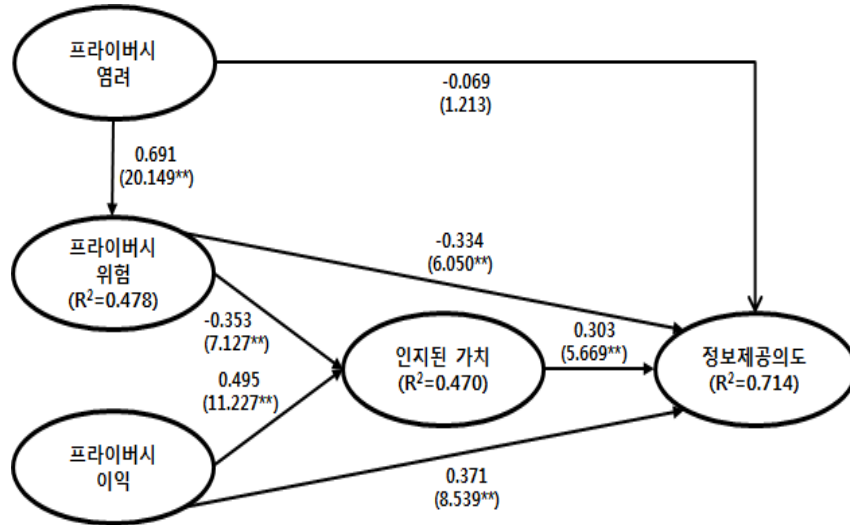 프라이버시
염려
-0.069
(1.213)
0.691
(20.149**)
프라이버시
위험
(R²=0.478)
-0.334
(6.050**)
-0.353
(7.127**)
인지된 가치
(R²=0.470)
0.303
(5.669**)
정보제공의도
(R²=0.714)
0.495
(11.227**)
프라이버시
이익
0.371
(8.539**)